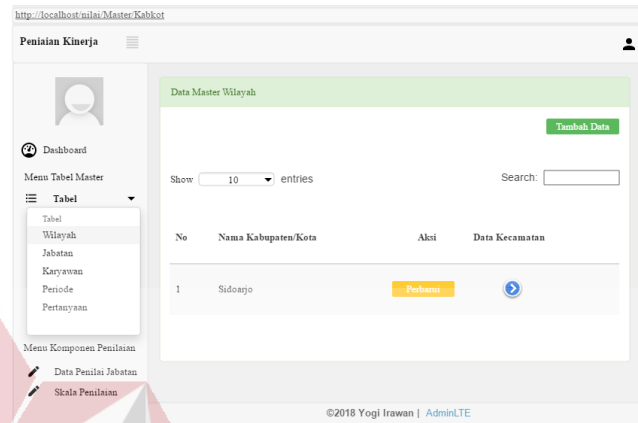 http://localhost/nilai/Master/Kabkot
Peniaian Kinerja
Dashboard
Menu Tabel Master
Tabel
Tabel
Wilayah
Jabatan
Karyawan
Periode
Pertanyaan
Menu Komponen Penilaian
Data Penilai Jabatan
Skala Penilaian
Data Master Wilayah
Tambah Data
Show 10 entries
Search:
No Nama Kabupaten/Kota Aksi Data Kecamatan
1 Sidoarjo Perbarui
©2018 Yogi Irawan | AdminLTE